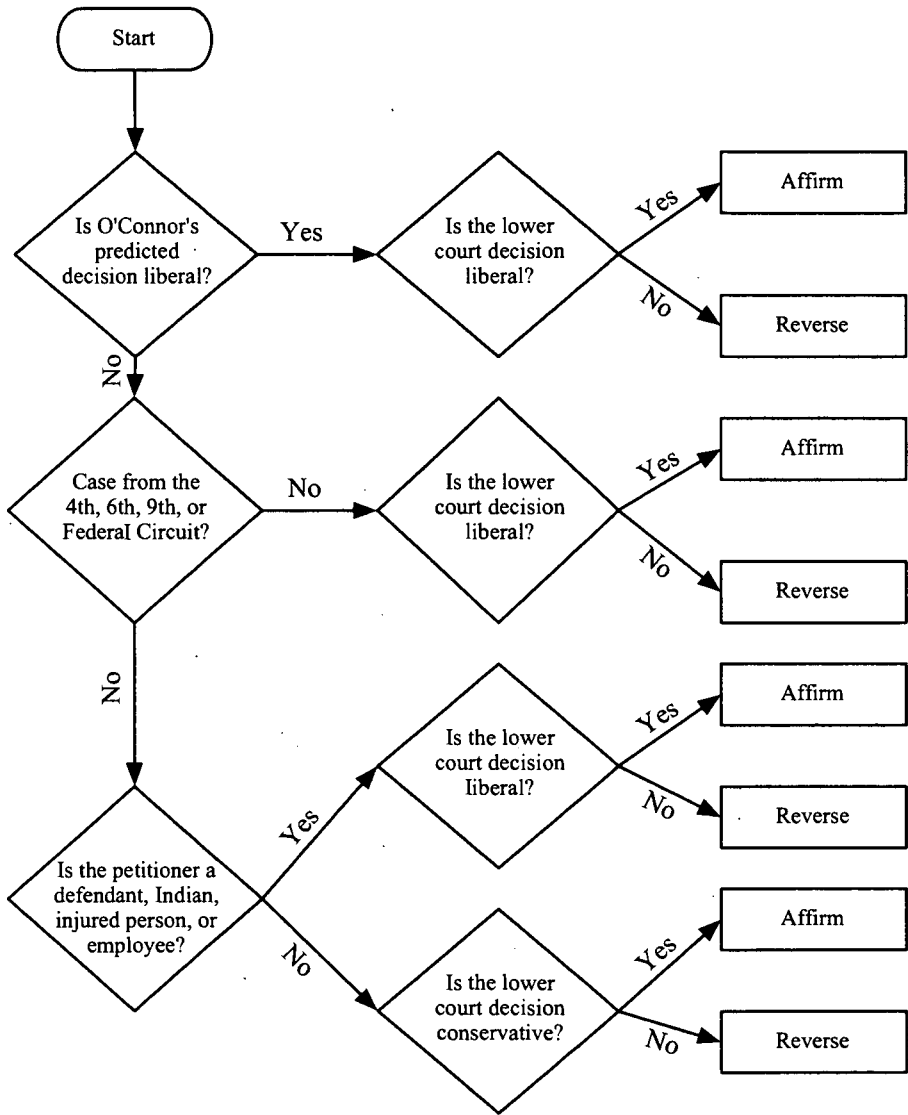 Start
Is O'Connor's
predicted
decision liberal?
Yes
Is the lower
court decision
liberal?
Yes
Affirm
No
Reverse
No
Case from the
4th, 6th, 9th, or
Federal Circuit?
No
Is the lower
court decision
liberal?
Yes
Affirm
No
Reverse
No
Is the petitioner a
defendant, Indian,
injured person, or
employee?
Yes
Is the lower
court decision
liberal?
Yes
Affirm
No
Reverse
No
Is the lower
court decision
conservative?
Yes
Affirm
No
Reverse